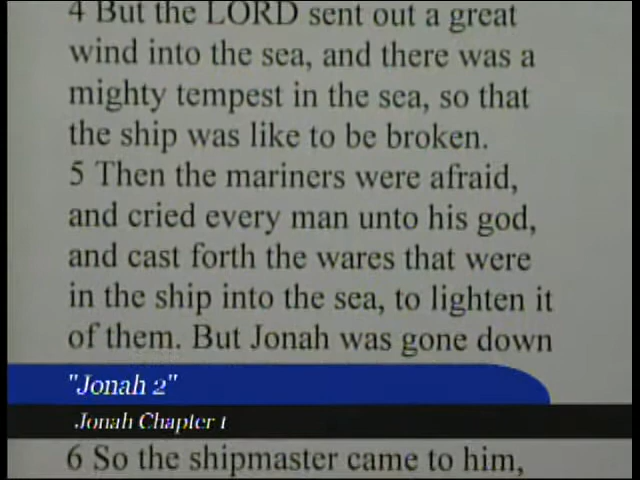 4 But the LORD sent out a great
wind into the sea, and there was a
mighty tempest in the sea, so that
the ship was like to be broken.
5 Then the mariners were afraid,
and cried every man unto his god,
and cast forth the wares that were
in the ship into the sea, to lighten it
of them. But Jonah was gone down
"Jonah 2"
Jonah Chapter 1
6 So the shipmaster came to him,